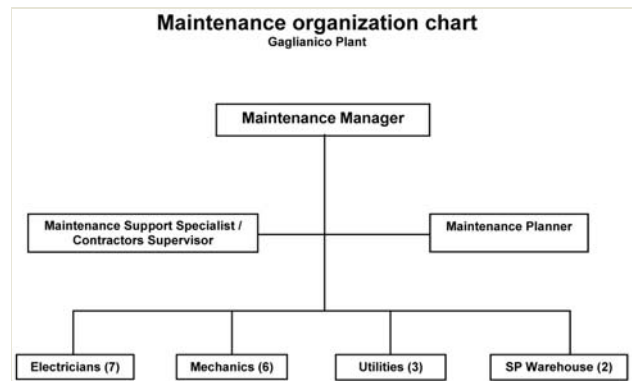 Maintenance organization chart
Gaglianico Plant
Maintenance Manager
Maintenance Support Specialist /
Contractors Supervisor
Maintenance Planner
Electricians (7)
Mechanics (6)
Utilities (3)
SP Warehouse (2)